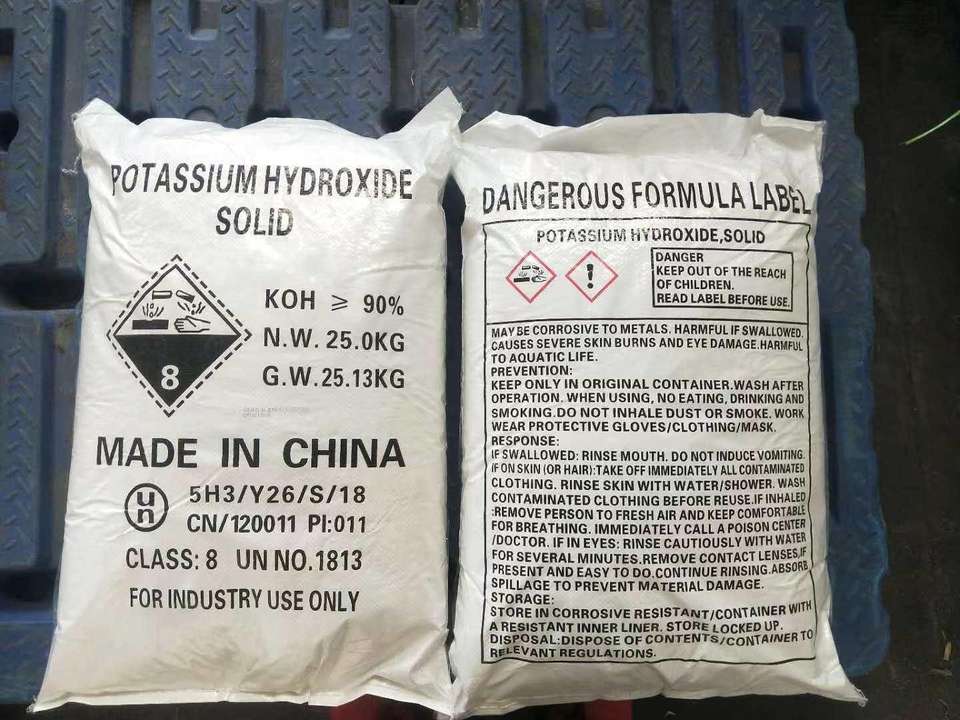 POTASSIUM HYDROXIDE
SOLID
8
KOH ≥ 90%
N.W. 25.0KG
G.W.25.13KG
MADE IN CHINA
un
5H3/Y26/S/18
CN/120011 PI:011
CLASS: 8 UN NO.1813
FOR INDUSTRY USE ONLY
DANGEROUS FORMULA LABEL
POTASSIUM HYDROXIDE,SOLID
DANGER
KEEP OUT OF THE REACH
OF CHILDREN.
READ LABEL BEFORE USE.
MAY BE CORROSIVE TO METALS. HARMFUL IF SWALLOWED.
CAUSES SEVERE SKIN BURNS AND EYE DAMAGE.HARMFUL
TO AQUATIC LIFE.
PREVENTION:
KEEP ONLY IN ORIGINAL CONTAINER.WASH AFTER
OPERATION. WHEN USING, NO EATING, DRINKING AND
SMOKING.DO NOT INHALE DUST OR SMOKE. WORK
WEAR PROTECTIVE GLOVES/CLOTHING/MASK.
RESPONSE:
IF SWALLOWED: RINSE MOUTH. DO NOT INDUCE VOMITING.
IF ON SKIN (OR HAIR):TAKE OFF IMMEDIATELY ALL CONTAMINATED
CLOTHING. RINSE SKIN WITH WATER/SHOWER. WASH
CONTAMINATED CLOTHING BEFORE REUSE.IF INHALED
:REMOVE PERSON TO FRESH AIR AND KEEP COMFORTABLE
FOR BREATHING. IMMEDIATELY CALL A POISON CENTER
/DOCTOR. IF IN EYES: RINSE CAUTIOUSLY WITH WATER
FOR SEVERAL MINUTES.REMOVE CONTACT LENSES,IF
PRESENT AND EASY TO DO.CONTINUE RINSING.ABSORB
SPILLAGE TO PREVENT MATERIAL DAMAGE.
STORAGE:
STORE IN CORROSIVE RESISTANT/CONTAINER WITH
A RESISTANT INNER LINER. STORE LOCKED UP.
DISPOSAL:DISPOSE OF CONTENTS/CONTAINER TO
RELEVANT REGULATIONS.